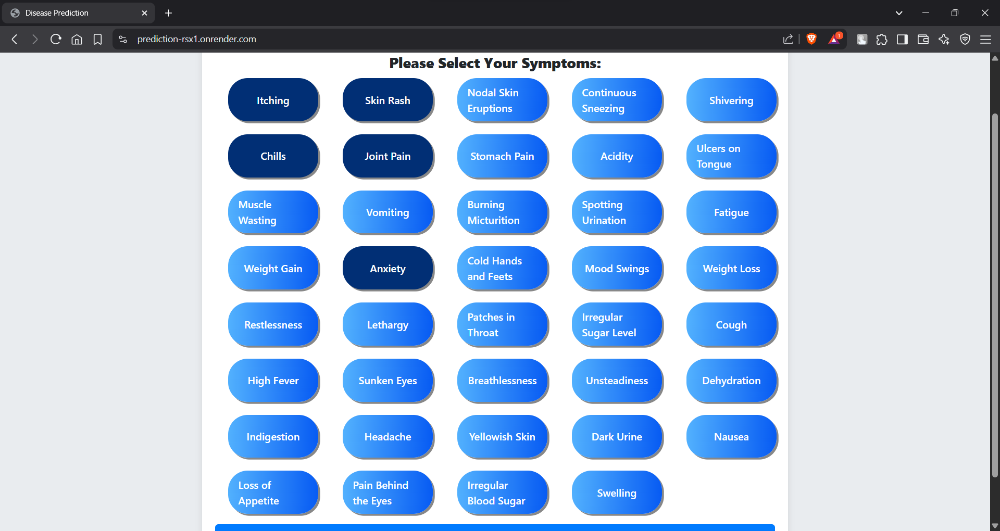 Disease Prediction
prediction-rsx1.onrender.com
1
Please Select Your Symptoms:
Itching
Skin Rash
Nodal Skin
Eruptions
Continuous
Sneezing
Shivering
Chills
Joint Pain
Stomach Pain
Acidity
Ulcers on
Tongue
Muscle
Wasting
Vomiting
Burning
Micturition
Spotting
Urination
Fatigue
Weight Gain
Anxiety
Cold Hands
and Feets
Mood Swings
Weight Loss
Restlessness
Lethargy
Patches in
Throat
Irregular
Sugar Level
Cough
High Fever
Sunken Eyes
Breathlessness
Unsteadiness
Dehydration
Indigestion
Headache
Yellowish Skin
Dark Urine
Nausea
Loss of
Appetite
Pain Behind
the Eyes
Irregular
Blood Sugar
Swelling